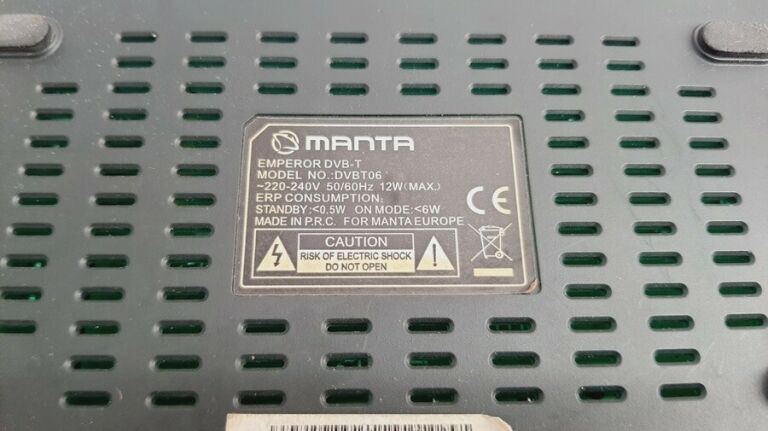 MANTA
EMPEROR DVB-T
MODEL NO.:DVBT06
~220-240V 50/60Hz 12W(MAX.)
ERP CONSUMPTION:
STANDBY:<0.5W ON MODE:<6W
MADE IN P.R.C. FOR MANTA EUROPE
CE
CAUTION
RISK OF ELECTRIC SHOCK
DO NOT OPEN